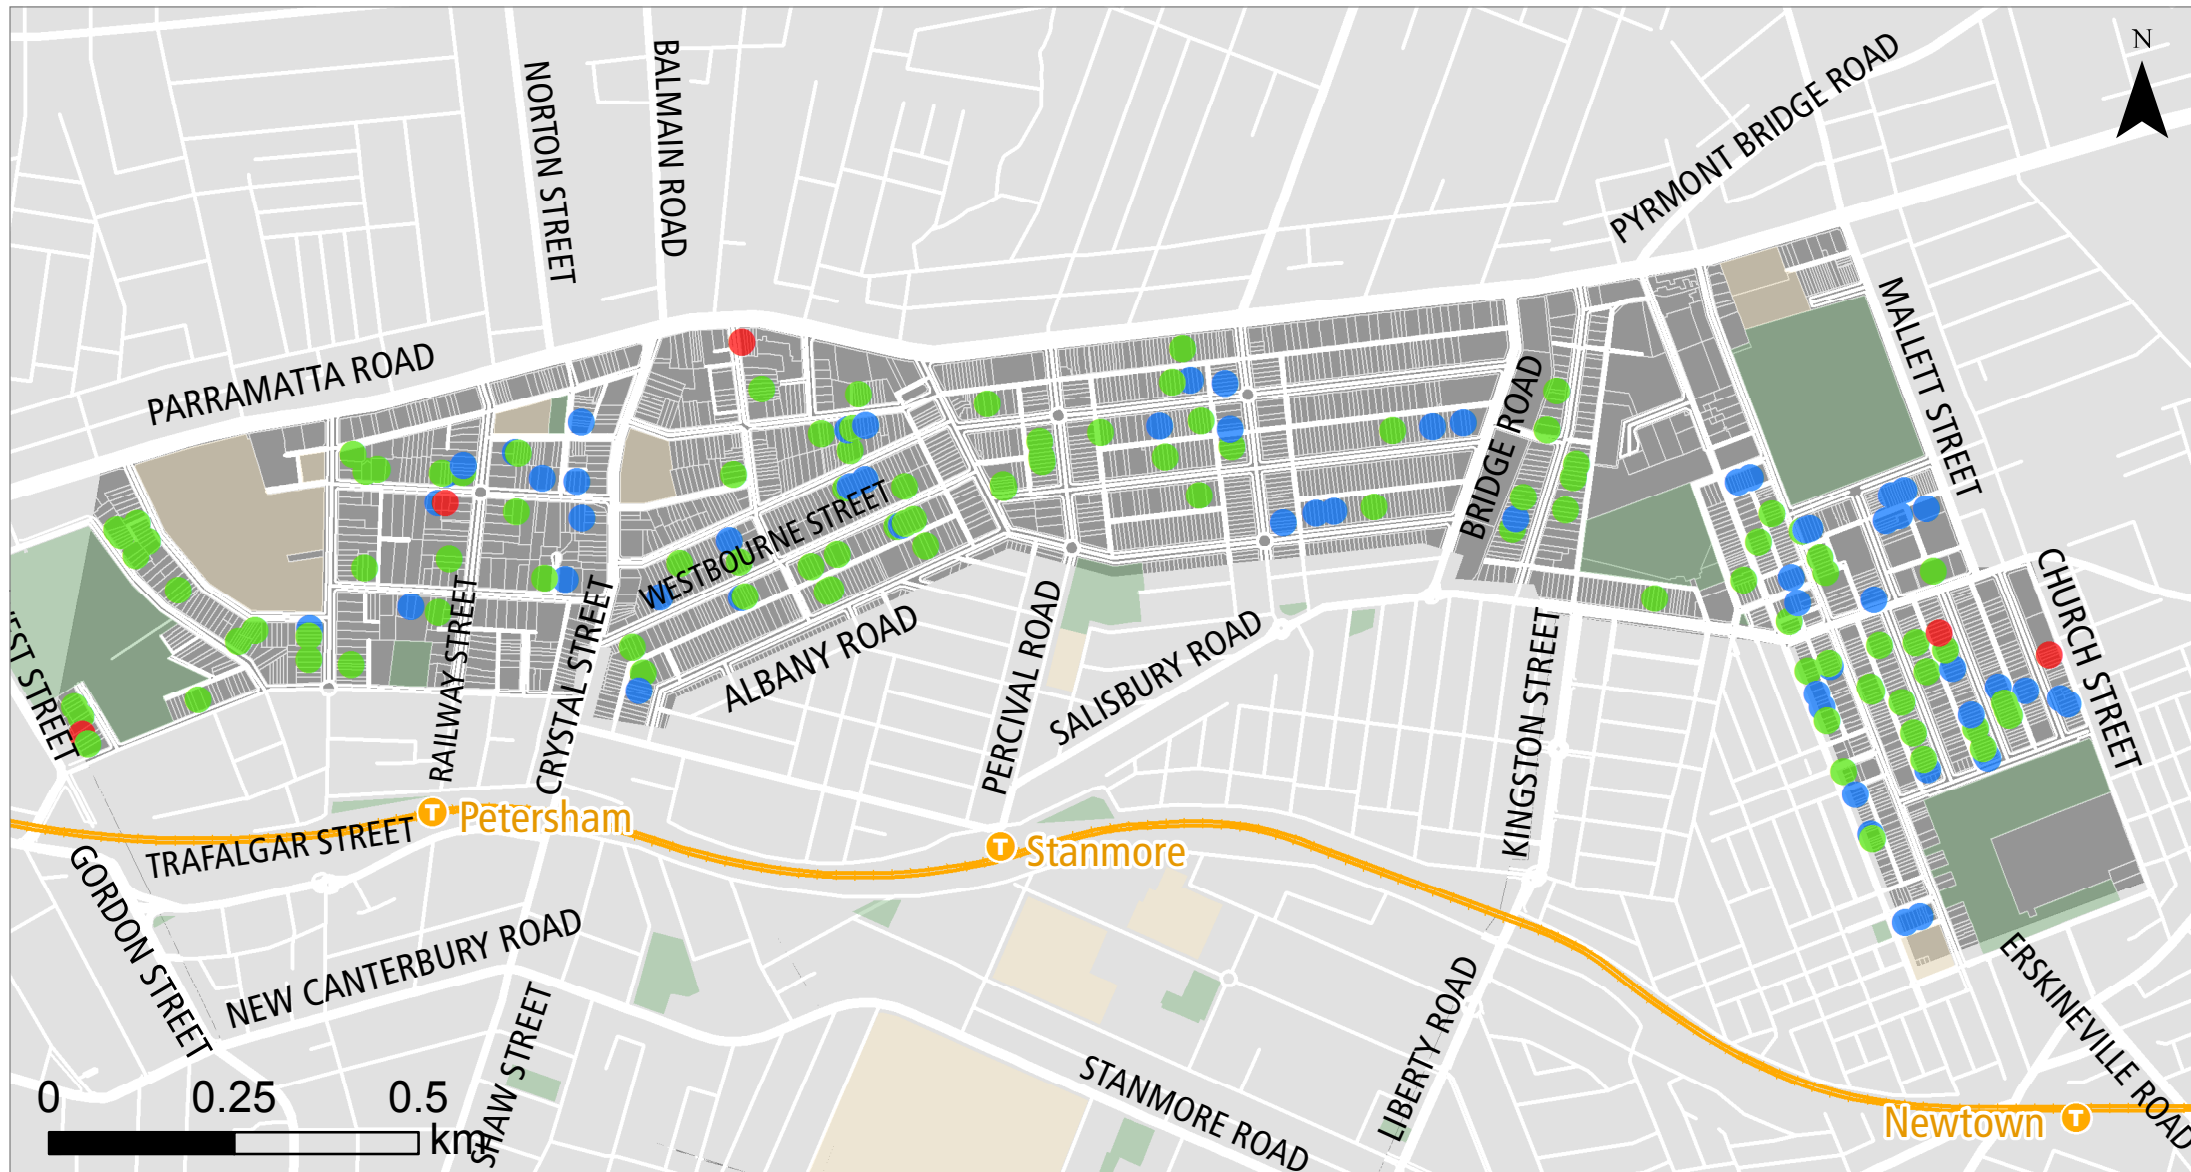 N
NORTON STREET
BALMAIN ROAD
PYRMONT BRIDGE ROAD
PARRAMATTA ROAD
MALLETT STREET
BRIDGE ROAD
WESTBOURNE STREET
CHURCH STREET
EST STREET
RAILWAY STREET
CRYSTAL STREET
ALBANY ROAD
PERCIVAL ROAD
SALISBURY ROAD
KINGSTON STREET
T Petersham
TRAFALGAR STREET
T Stanmore
GORDON STREET
NEW CANTERBURY ROAD
SHAW STREET
LIBERTY ROAD
STANMORE ROAD
ERSKINEVILLE ROAD
Newtown T
0 0.25 0.5
km